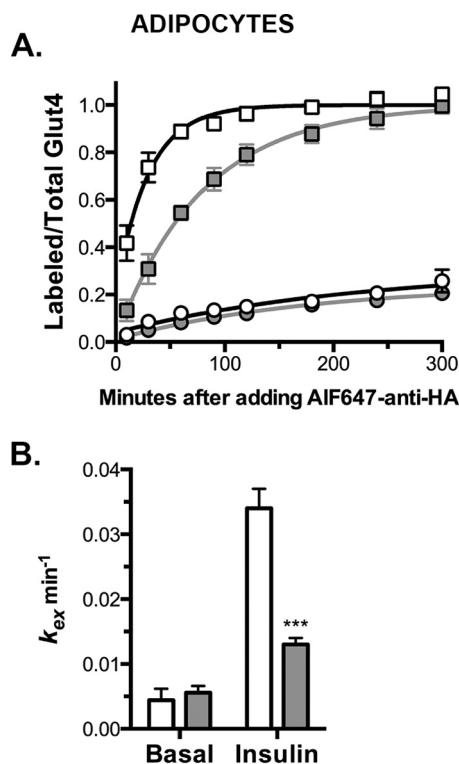 ADIPOCYTES
A.
Labeled/Total Glut4
1.0
0.8
0.6
0.4
0.2
0.0
0 100 200 300
Minutes after adding AlF647-anti-HA
B.
kex min-1
0.04
0.03
0.02
0.01
0.00
***
Basal Insulin